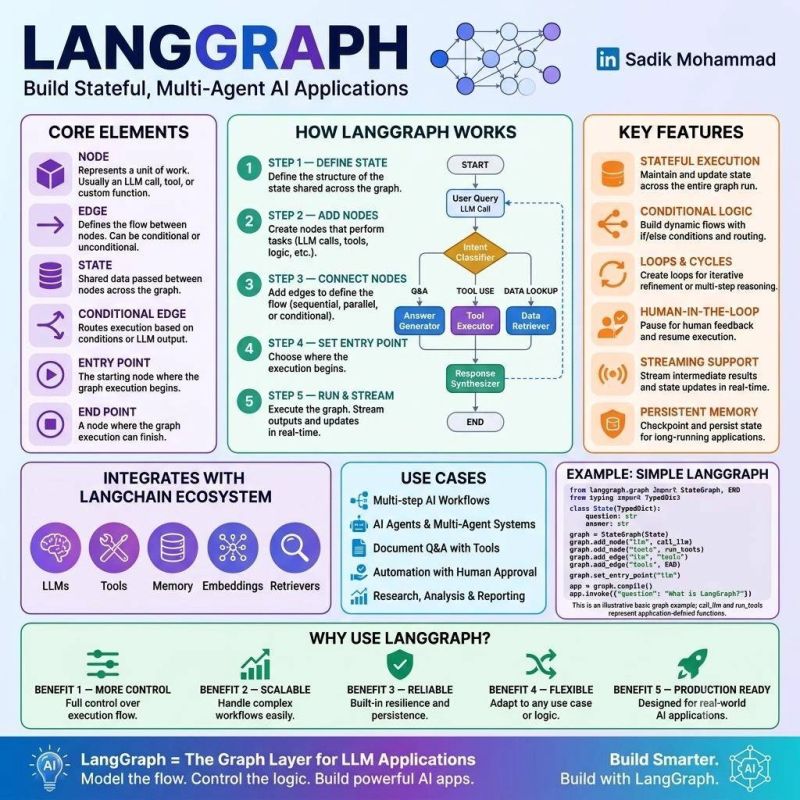 LANGGRAPH
Build Stateful, Multi-Agent AI Applications
in Sadik Mohammad
CORE ELEMENTS
NODE
Represents a unit of work.
Usually an LLM call, tool, or
custom function.
EDGE
Defines the flow between
nodes. Can be conditional or
unconditional.
STATE
Shared data passed between
nodes across the graph.
CONDITIONAL EDGE
Routes execution based on
conditions or LLM output.
ENTRY POINT
The starting node where the
graph execution begins.
END POINT
A node where the graph
execution can finish.
HOW LANGGRAPH WORKS
1
STEP 1 — DEFINE STATE
Define the structure of the
state shared across the graph.
2
STEP 2 — ADD NODES
Create nodes that perform
tasks (LLM calls, tools,
logic, etc.).
3
STEP 3 — CONNECT NODES
Add edges to define the
flow (sequential, parallel,
or conditional).
4
STEP 4 — SET ENTRY POINT
Choose where the
execution begins.
5
STEP 5 — RUN & STREAM
Execute the graph. Stream
outputs and updates
in real-time.
START
User Query
LLM Call
Intent
Classifier
Q&A
TOOL USE
DATA LOOKUP
Answer
Generator
Tool
Executor
Data
Retriever
Response
Synthesizer
END
KEY FEATURES
STATEFUL EXECUTION
Maintain and update state
across the entire graph run.
CONDITIONAL LOGIC
Build dynamic flows with
if/else conditions and routing.
LOOPS & CYCLES
Create loops for iterative
refinement or multi-step reasoning.
HUMAN-IN-THE-LOOP
Pause for human feedback
and resume execution.
STREAMING SUPPORT
Stream intermediate results
and state updates in real-time.
PERSISTENT MEMORY
Checkpoint and persist state
for long-running applications.
INTEGRATES WITH
LANGCHAIN ECOSYSTEM
LLMs
Tools
Memory
Embeddings
Retrievers
USE CASES
Multi-step AI Workflows
AI Agents & Multi-Agent Systems
Document Q&A with Tools
Automation with Human Approval
Research, Analysis & Reporting
EXAMPLE: SIMPLE LANGGRAPH
from langgraph.graph StateGraph,
class State(TypedDict):
question: str
answer: str
graph = StateGraph(State)
graph.add_node("llm", call_llm)
graph.add_edge(
graph.set_entry_point("llm")
app = graph.compile()
app.invoke({"question": "What is LangGraph?"})
This is an illustrative basic graph example; call_llm and run_tools
represent functions.
WHY USE LANGGRAPH?
BENEFIT 1 — MORE CONTROL
Full control over
execution flow.
BENEFIT 2 — SCALABLE
Handle complex
workflows easily.
BENEFIT 3 — RELIABLE
Built-in resilience and
persistence.
BENEFIT 4 — FLEXIBLE
Adapt to any use case
or logic.
BENEFIT 5 — PRODUCTION READY
Designed for real-world
AI applications.
AI
LangGraph = The Graph Layer for LLM Applications
Model the flow. Control the logic. Build powerful AI apps.
Build Smarter.
Build with LangGraph.
AI